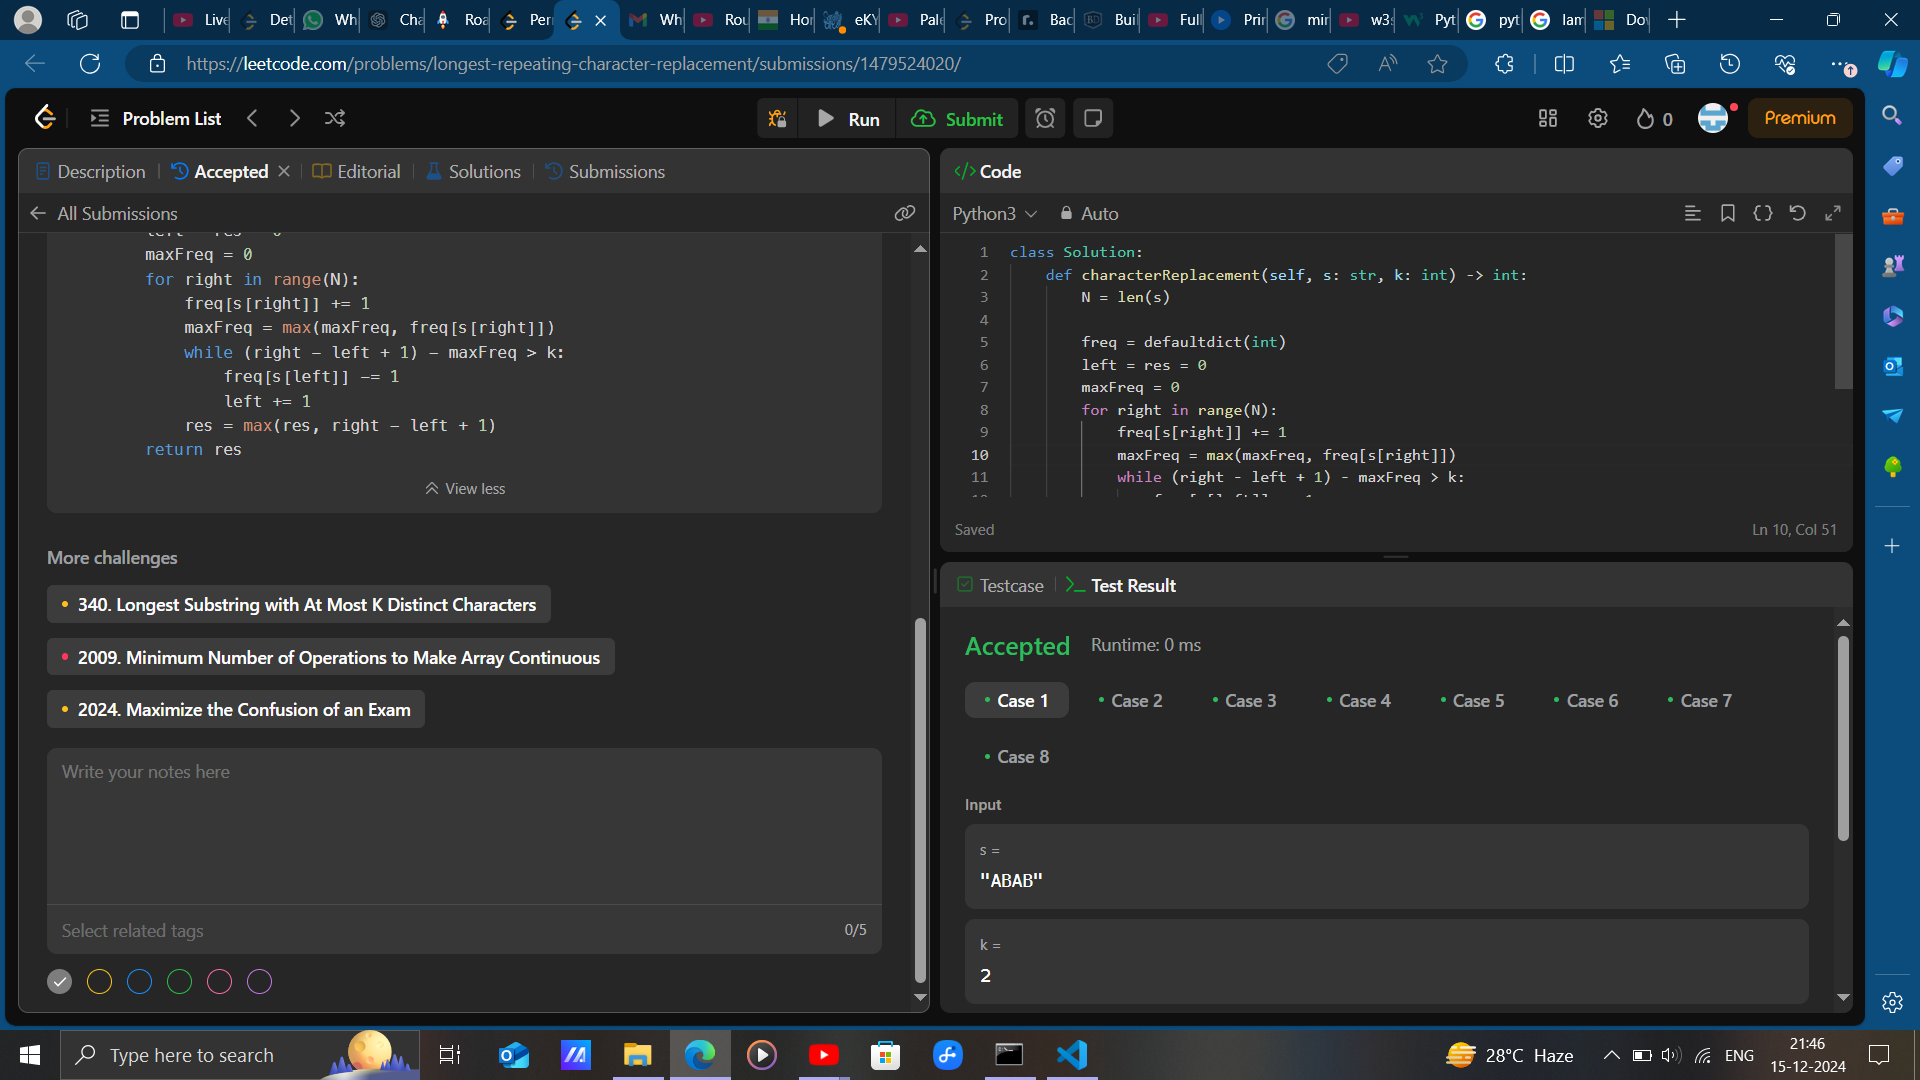 Live
Det
Wh
Cha
Roa
Per
Wh
Rou
Hor
eKY
Pale
Pro
Bac
Buil
Full
Prir
mir
w3s
Pyt
pyt
lam
Dov
https://leetcode.com/problems/longest-repeating-character-replacement/submissions/1479524020/
Problem List
Run
Submit
0
Premium
Description
Accepted
Editorial
Solutions
Submissions
All Submissions
maxFreq = 0
for right in range(N):
freq[s[right]] += 1
maxFreq = max(maxFreq, freq[s[right]])
while (right - left + 1) - maxFreq > k:
freq[s[left]] -= 1
left += 1
res = max(res, right - left + 1)
return res
View less
More challenges
340. Longest Substring with At Most K Distinct Characters
2009. Minimum Number of Operations to Make Array Continuous
2024. Maximize the Confusion of an Exam
Write your notes here
Select related tags
0/5
</> Code
Python3
Auto
1 class Solution:
2 def characterReplacement(self, s: str, k: int) -> int:
3 N = len(s)
4
5 freq = defaultdict(int)
6 left = res = 0
7 maxFreq = 0
8 for right in range(N):
9 freq[s[right]] += 1
10 maxFreq = max(maxFreq, freq[s[right]])
11 while (right - left + 1) - maxFreq > k:
Saved
Ln 10, Col 51
Testcase
Test Result
Accepted
Runtime: 0 ms
Case 1
Case 2
Case 3
Case 4
Case 5
Case 6
Case 7
Case 8
Input
s =
"ABAB"
k =
2
Type here to search
28°C Haze
ENG
21:46
15-12-2024